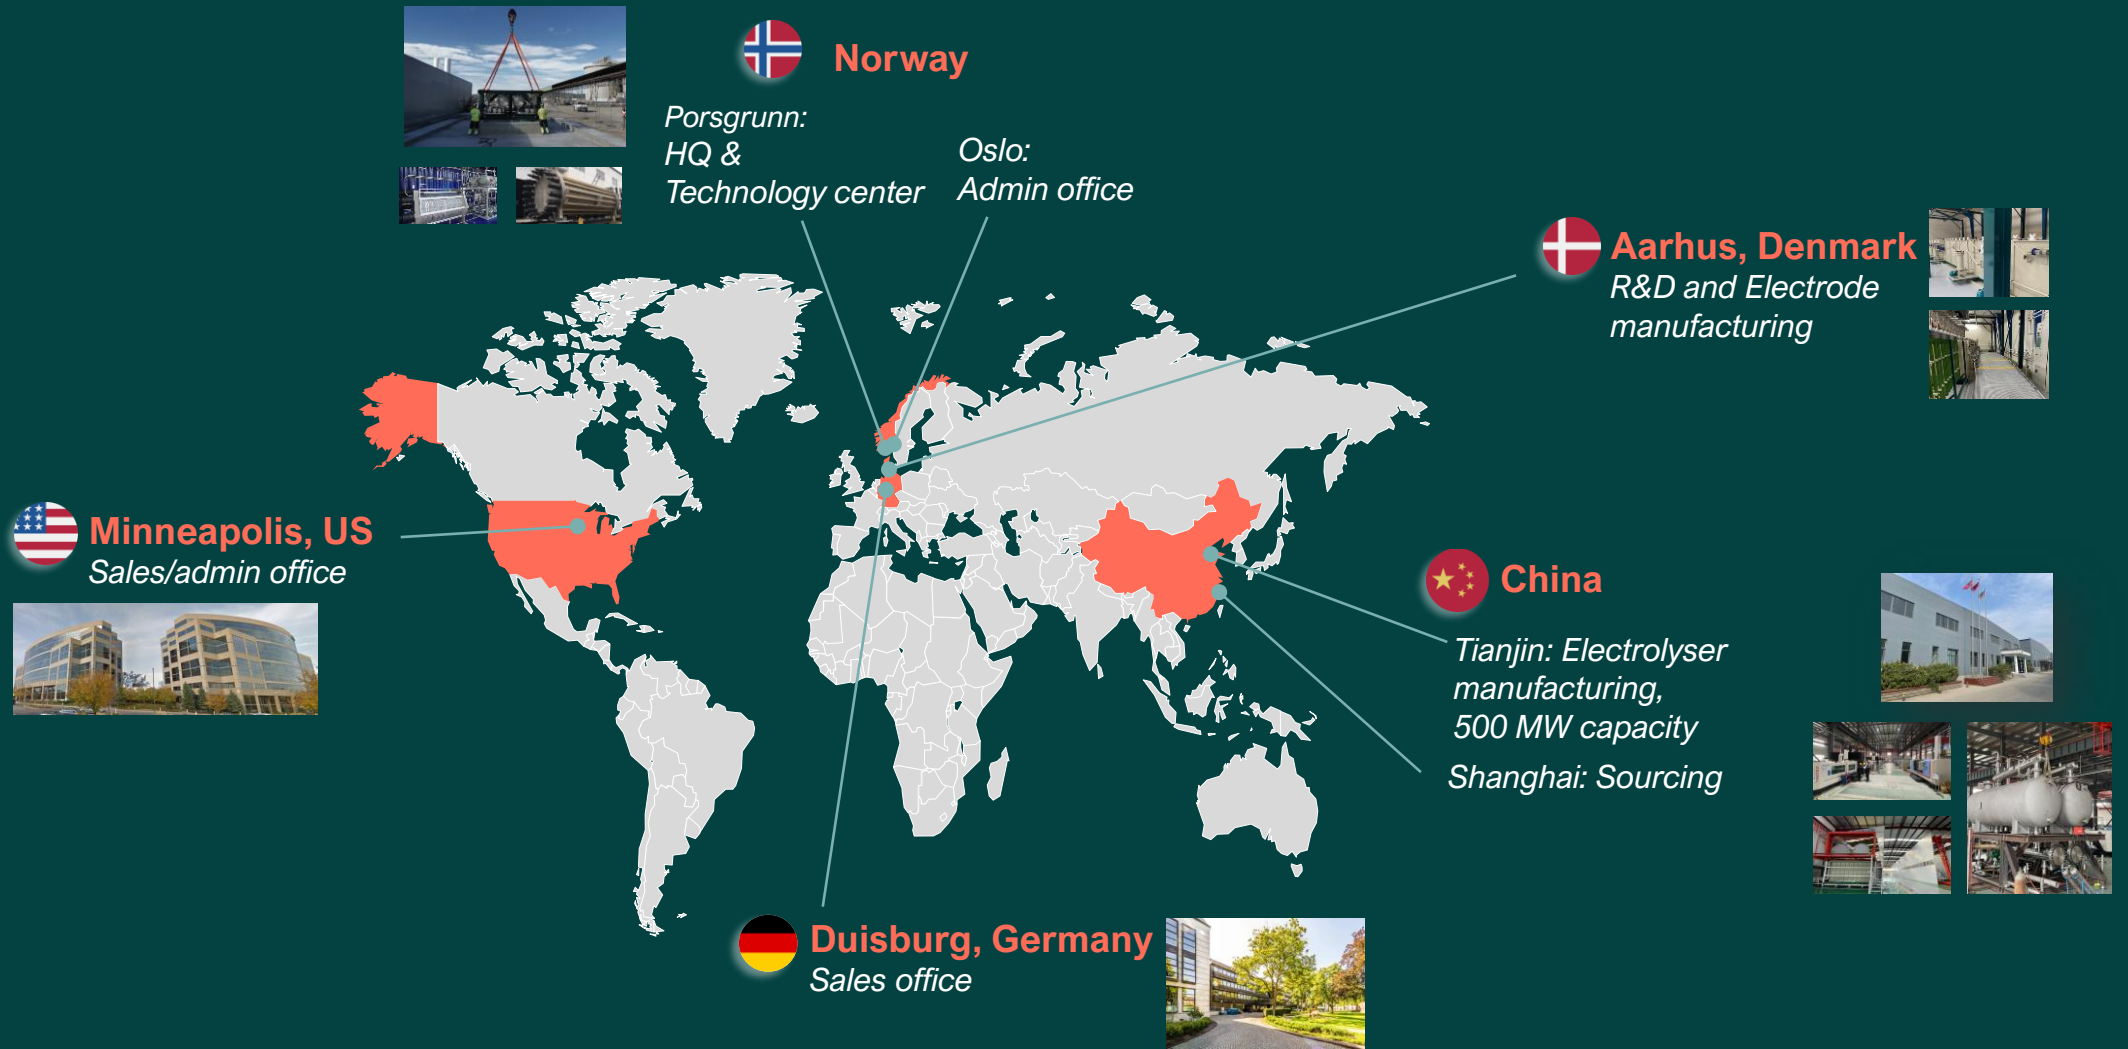 Norway
Porsgrunn:
HQ &
Technology center
Oslo:
Admin office
Aarhus, Denmark
R&D and Electrode
manufacturing
Minneapolis, US
Sales/admin office
China
Tianjin: Electrolyser
manufacturing,
500 MW capacity
Shanghai: Sourcing
Duisburg, Germany
Sales office